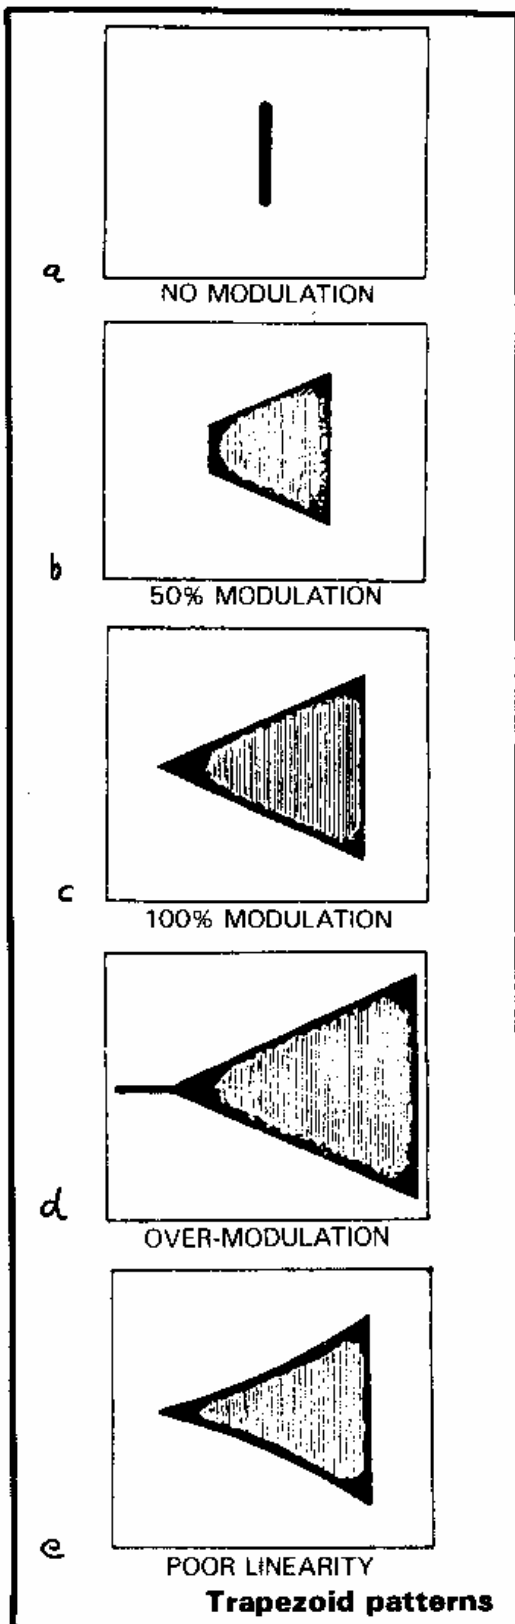 a
NO MODULATION
b
50% MODULATION
c
100% MODULATION
d
OVER-MODULATION
e
POOR LINEARITY
Trapezoid patterns